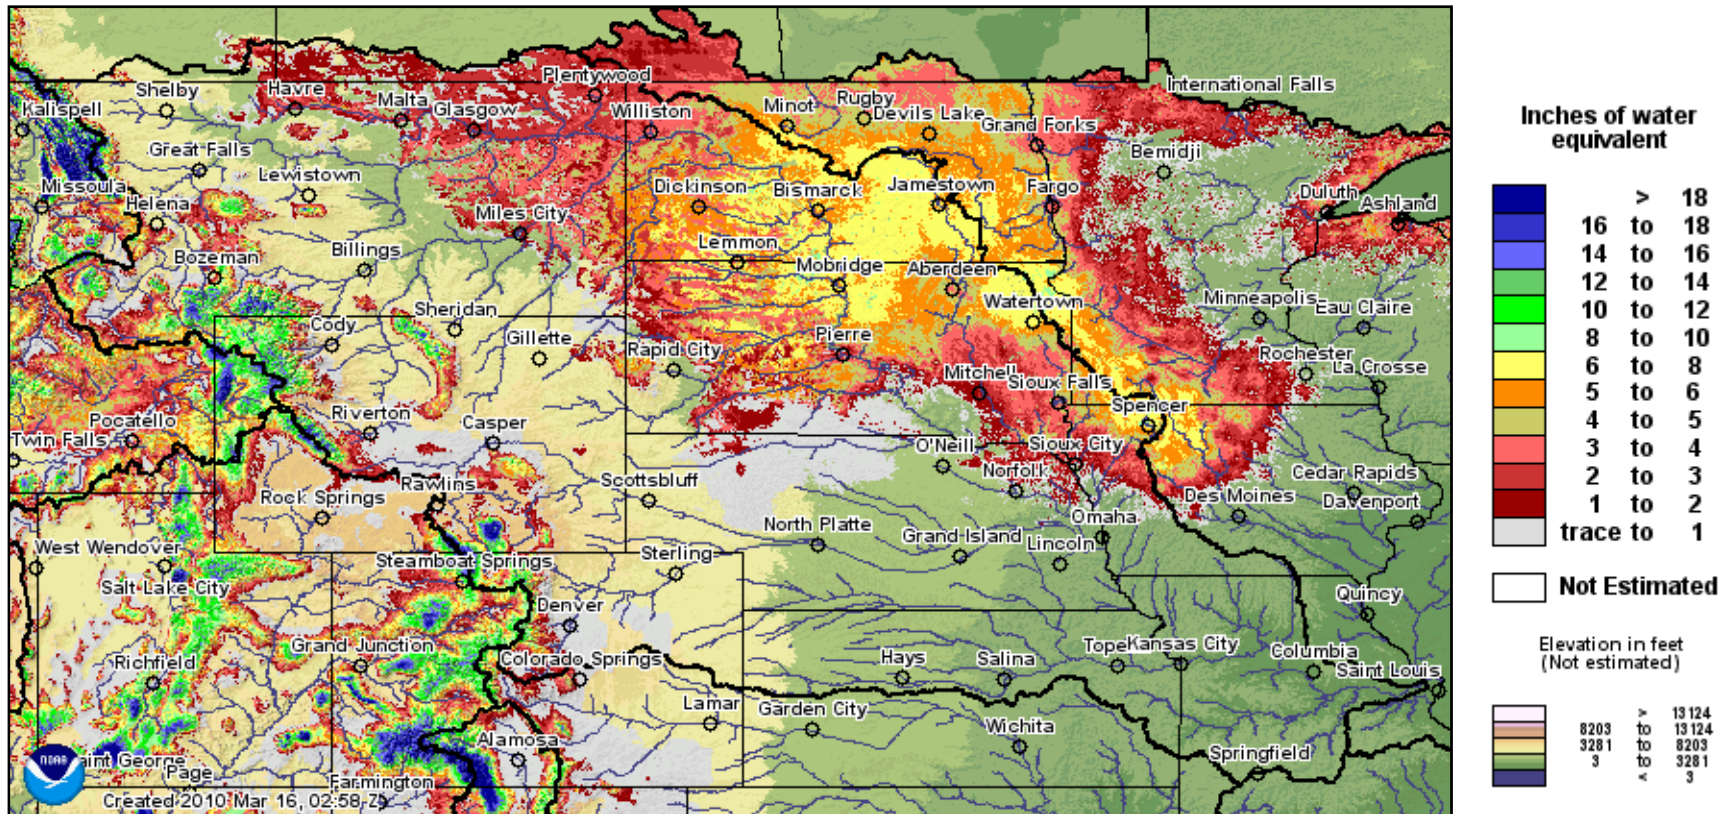 International Falls
Plentywood
Shelby
Havre
Malta
Glasgow
Williston
Minot
Rugby
Devils Lake
Grand Forks
Kalispell
Great Falls
Lewistown
Bemidji
Missoula
Helena
Dickinson
Bismarck
Jamestown
Fargo
Duluth
Ashland
Miles City
Billings
Bozeman
Lemmon
Mobridge
Aberdeen
Sheridan
Watertown
Minneapolis
Eau Claire
Cody
Gillette
Pierre
Rapid City
Rochester
La Crosse
Mitchell
Sioux Falls
Spencer
Pocatello
Riverton
Casper
Twin Falls
O'Neill
Sioux City
Norfolk
Cedar Rapids
Davenport
Rock Springs
Rawlins
Scottsbluff
Des Moines
Omaha
North Platte
Grand Island
Lincoln
West Wendover
Salt Lake City
Steamboat Springs
Sterling
Quincy
Denver
Grand Junction
Colorado Springs
Richfield
Hays
Salina
Tope
Kansas City
Columbia
Saint Louis
Lamar
Garden City
Wichita
Alamosa
Springfield
aint George
Page
Farmington
NOAA
Created 2010 Mar 16, 02:58 Z
Inches of water
equivalent
> 18
16 to 18
14 to 16
12 to 14
10 to 12
8 to 10
6 to 8
5 to 6
4 to 5
3 to 4
2 to 3
1 to 2
trace to 1
Not Estimated
Elevation in feet
(Not estimated)
> 13124
8203 to 13124
3281 to 8203
3 to 3281
< 3